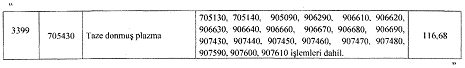 “
705130, 705140, 905090, 906290, 906610, 906620,
906630, 906640, 906660, 906670, 906680, 906690,
3399 705430 Taze donmuş plazma 907430, 907440, 907450, 907460, 907470, 907480, 116,68
907590, 907600, 907610 işlemleri dahil.
”